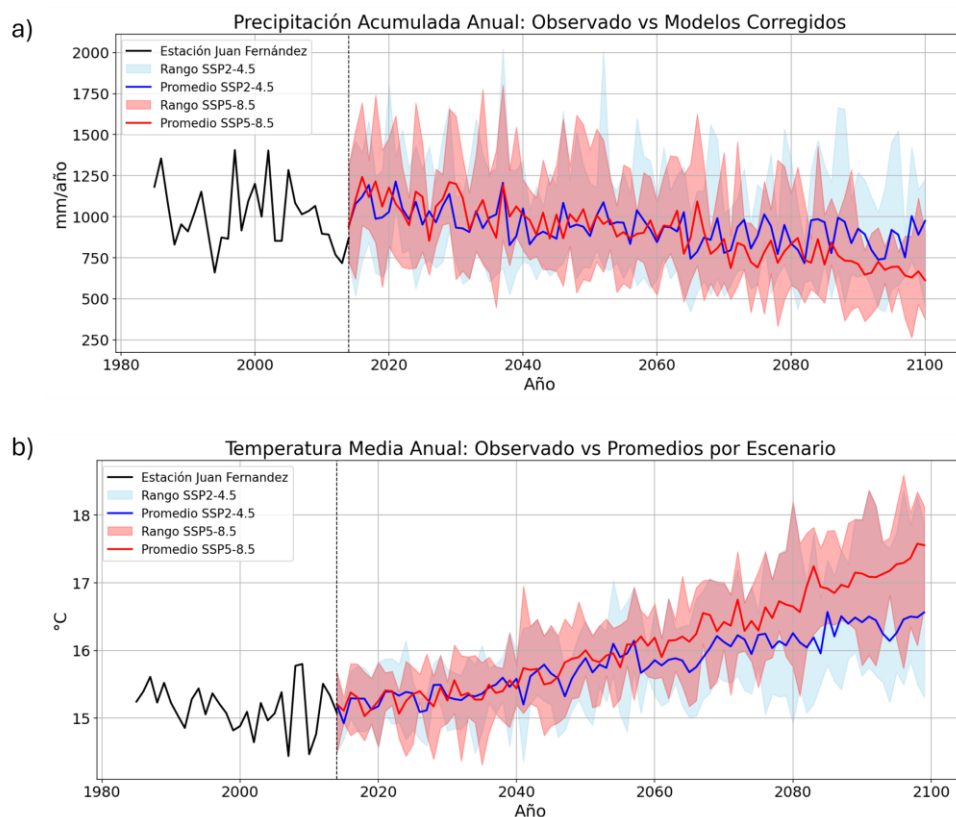 a)
Precipitación Acumulada Anual: Observado vs Modelos Corregidos
2000
1750
1500
1250
1000
750
500
250
mm/año
Estación Juan Fernández
Rango SSP2-4.5
Promedio SSP2-4.5
Rango SSP5-8.5
Promedio SSP5-8.5
1980 2000 2020 2040 2060 2080 2100
Año
b)
Temperatura Media Anual: Observado vs Promedios por Escenario
18
17
16
15
°C
Estación Juan Fernandez
Rango SSP2-4.5
Promedio SSP2-4.5
Rango SSP5-8.5
Promedio SSP5-8.5
1980 2000 2020 2040 2060 2080 2100
Año